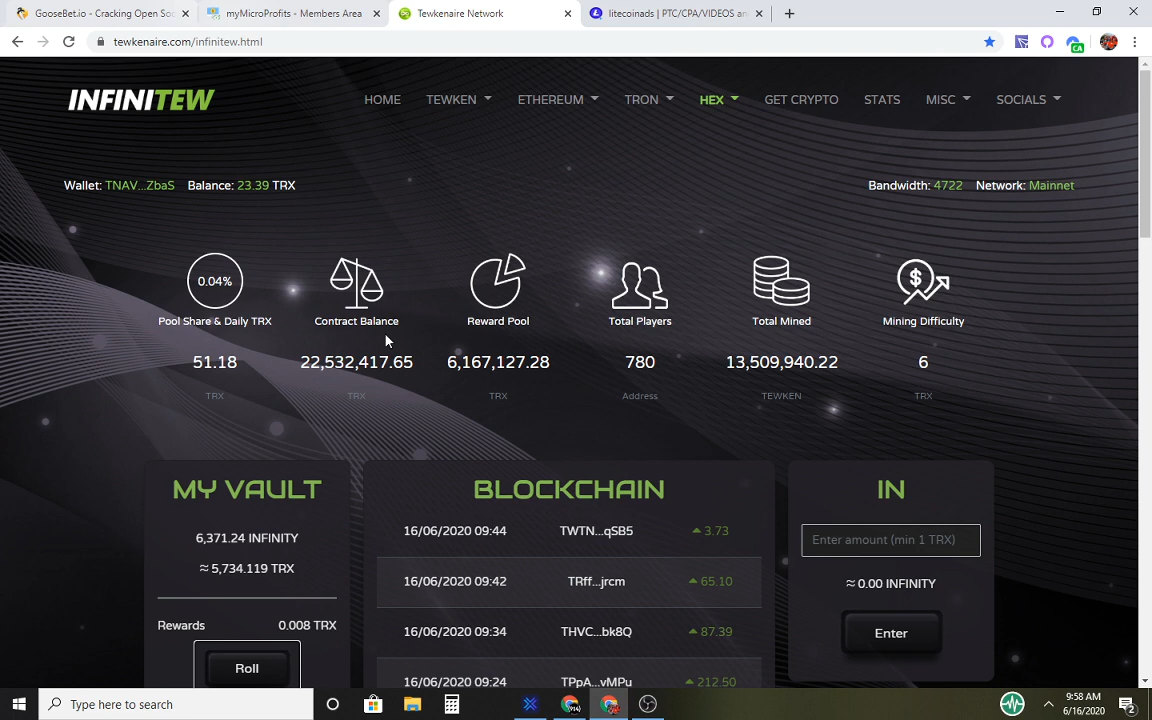 GooseBet.io - Cracking Open Soc
myMicroProfits - Members Area
Tewkenaire Network
litecoinads | PTC/CPA/VIDEOS an
tewkenaire.com/infinitew.html
INFINITEW
HOME TEWKEN ETHEREUM TRON HEX GET CRYPTO STATS MISC SOCIALS
Wallet: TNAV...ZbaS Balance: 23.39 TRX
Bandwidth: 4722 Network: Mainnet
0.04%
Pool Share & Daily TRX Contract Balance Reward Pool Total Players Total Mined Mining Difficulty
51.18 22,532,417.65 6,167,127.28 780 13,509,940.22 6
TRX TRX TRX Address TEWKEN TRX
MY VAULT
6,371.24 INFINITY
≈ 5,734.119 TRX
Rewards 0.008 TRX
Roll
BLOCKCHAIN
16/06/2020 09:44 TWTN...qSB5 3.73
16/06/2020 09:42 TRff...jrcm 65.10
16/06/2020 09:34 THVC...bk8Q 87.39
16/06/2020 09:24 TPpA...vMPu 212.50
IN
Enter amount (min 1 TRX)
≈ 0.00 INFINITY
Enter
Type here to search
9:58 AM
6/16/2020
2